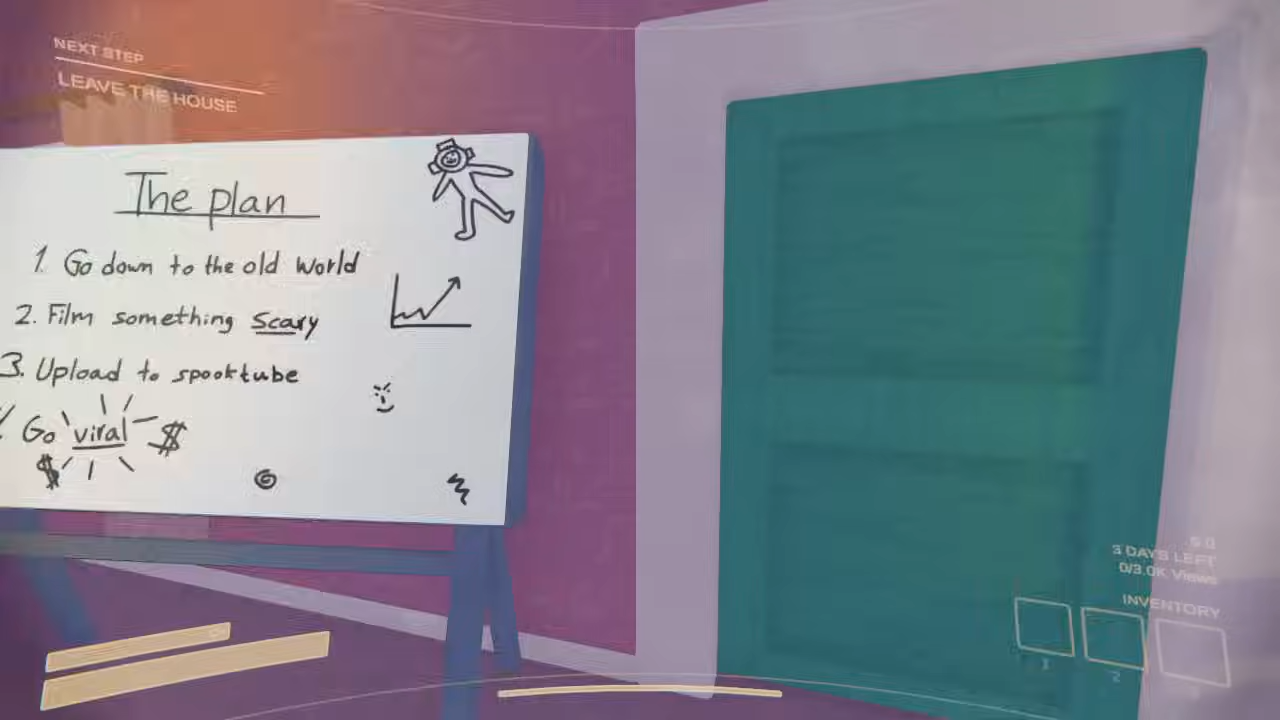 NEXT STEP
LEAVE THE HOUSE
The plan
1. Go down to the old world
2. Film something scary
3. Upload to spooktube
Go viral $
$
$ 0
3 DAYS LEFT
0/3.0K Views
INVENTORY
1
2